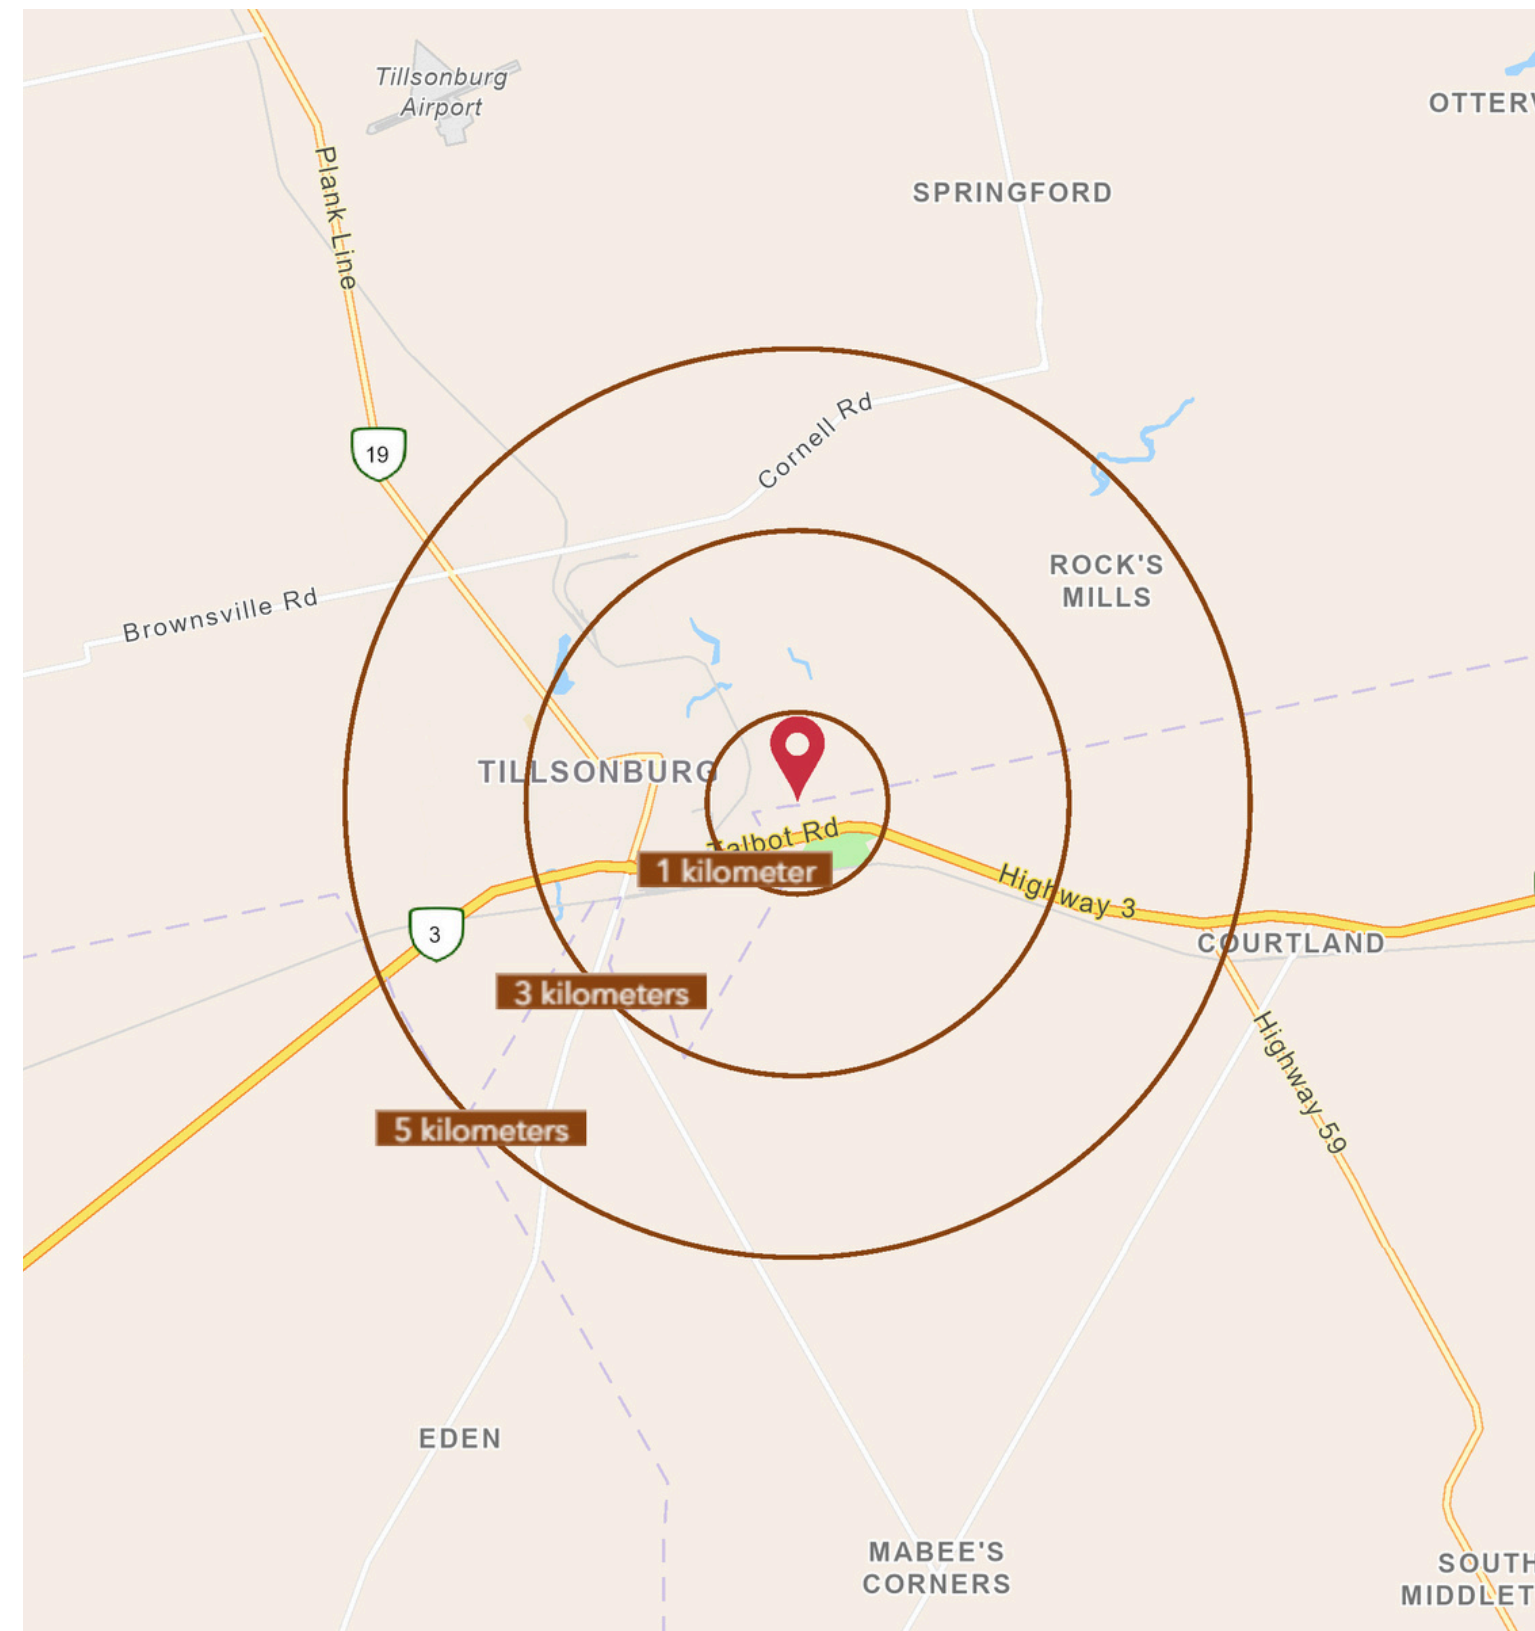 Tillsonburg
Airport
OTTERV
Plank Line
SPRINGFORD
Cornell Rd
19
ROCK'S
MILLS
Brownsville Rd
TILLSONBURG
Talbot Rd
1 kilometer
Highway 3
3
COURTLAND
3 kilometers
Highway 59
5 kilometers
EDEN
MABEE'S
CORNERS
SOUTH
MIDDLET